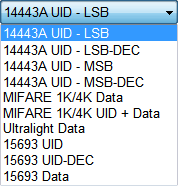 14443A UID - LSB
14443A UID - LSB
14443A UID - LSB-DEC
14443A UID - MSB
14443A UID - MSB-DEC
MIFARE 1K/4K Data
MIFARE 1K/4K UID + Data
Ultralight Data
15693 UID
15693 UID-DEC
15693 Data